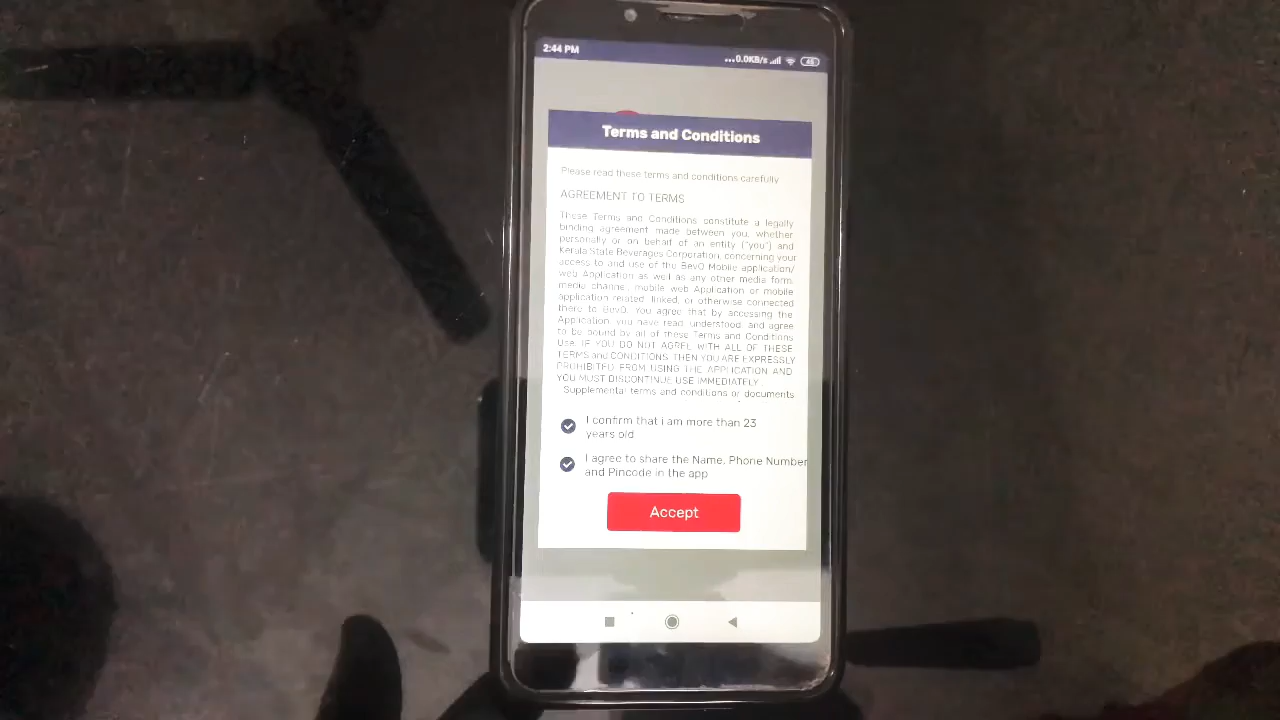 2:44 PM
...0.0KB/s
48
Terms and Conditions
Please read these terms and conditions carefully
AGREEMENT TO TERMS
These Terms and Conditions constitute a legally
binding agreement made between you, whether
personally or on behalf of an entity ("you") and
Kerala State Beverages Corporation, concerning your
access to and use of the BevQ Mobile application/
web Application as well as any other media form,
media channel, mobile web Application or mobile
application related, linked, or otherwise connected
there to BevQ. You agree that by accessing the
Application, you have read, understood, and agree
to be bound by all of these Terms and Conditions
Use. IF YOU DO NOT AGREE WITH ALL OF THESE
TERMS and CONDITIONS, THEN YOU ARE EXPRESSLY
PROHIBITED FROM USING THE APPLICATION AND
YOU MUST DISCONTINUE USE IMMEDIATELY.
Supplemental terms and conditions or documents
I confirm that i am more than 23
years old
I agree to share the Name, Phone Number
and Pincode in the app
Accept